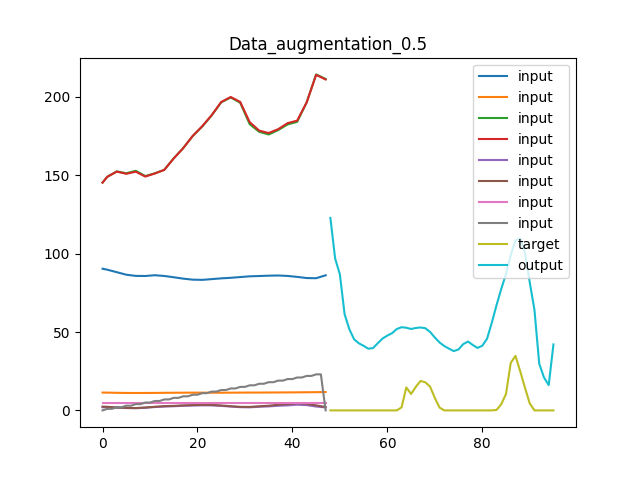 Data_augmentation_0.5
200
150
100
50
0
0
20
40
60
80
input
input
input
input
input
input
input
input
target
output